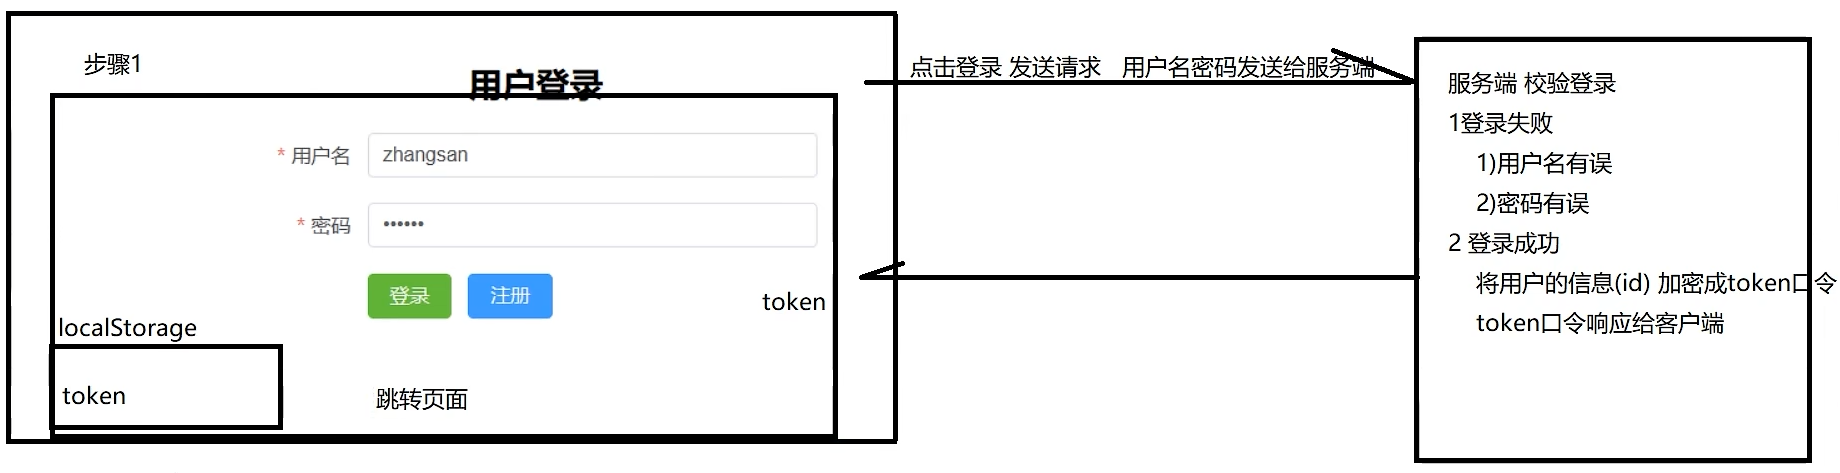 步骤1
用户登录
* 用户名 zhangsan
* 密码 ••••••
登录 注册
token
localStorage
token
跳转页面
点击登录 发送请求 用户名密码发送给服务端
服务端 校验登录
1登录失败
1)用户名有误
2)密码有误
2 登录成功
将用户的信息(id) 加密成token口令
token口令响应给客户端